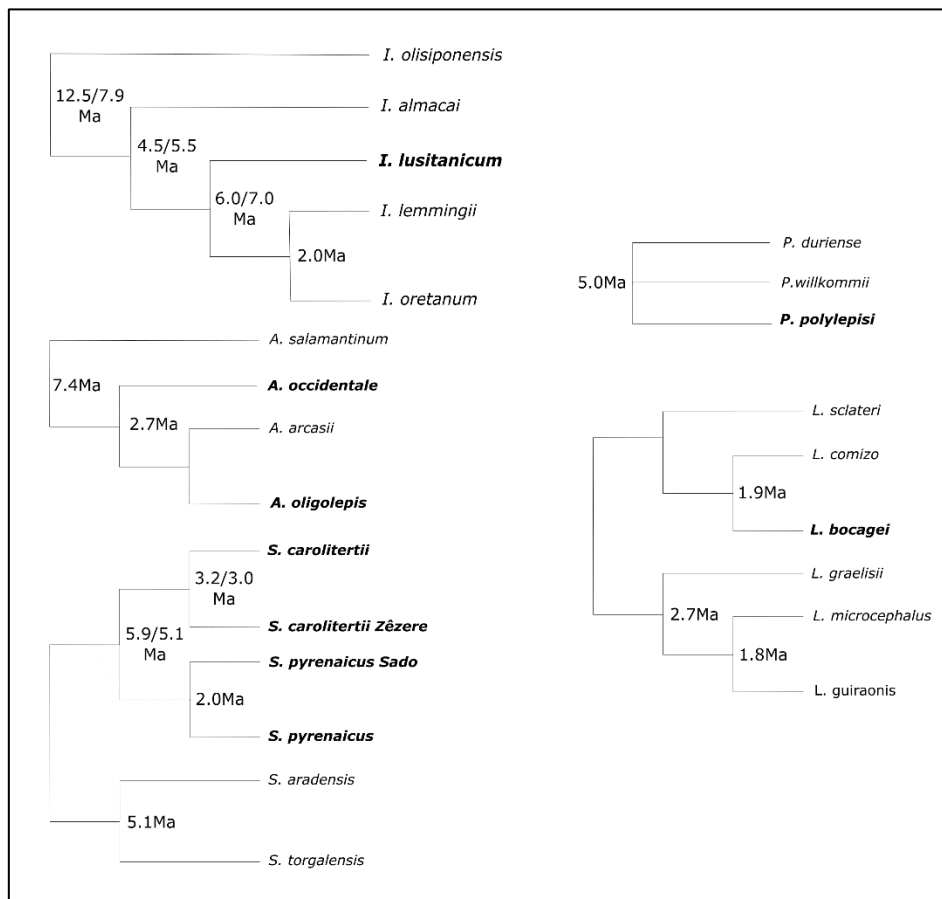 I. olisiponensis
12.5/7.9
Ma
I. almacai
4.5/5.5
Ma
I. lusitanicum
6.0/7.0
Ma
I. lemmingii
2.0Ma
I. oretanum
A. salamantinum
7.4Ma
A. occidentale
2.7Ma
A. arcasii
A. oligolepis
S. carolitertii
3.2/3.0
Ma
S. carolitertii Zêzere
5.9/5.1
Ma
S. pyrenaicus Sado
2.0Ma
S. pyrenaicus
S. aradensis
5.1Ma
S. torgalensis
P. duriense
5.0Ma
P.willkommii
P. polylepisi
L. sclateri
L. comizo
1.9Ma
L. bocagei
L. graelisii
2.7Ma
L. microcephalus
1.8Ma
L. guiraonis